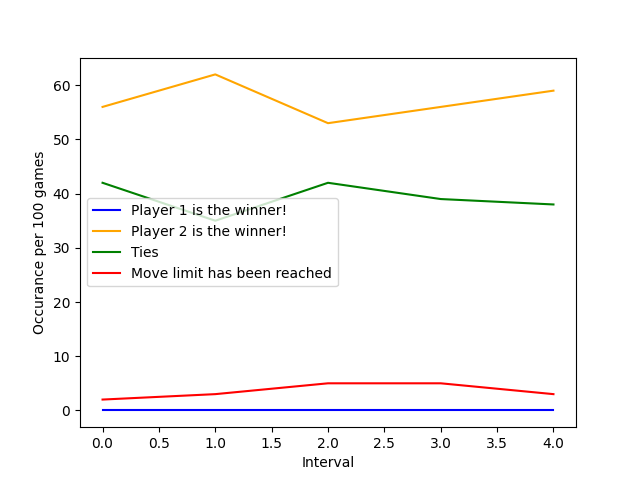 60
50
40
30
20
10
0
Occurance per 100 games
Player 1 is the winner!
Player 2 is the winner!
Ties
Move limit has been reached
0.0 0.5 1.0 1.5 2.0 2.5 3.0 3.5 4.0
Interval